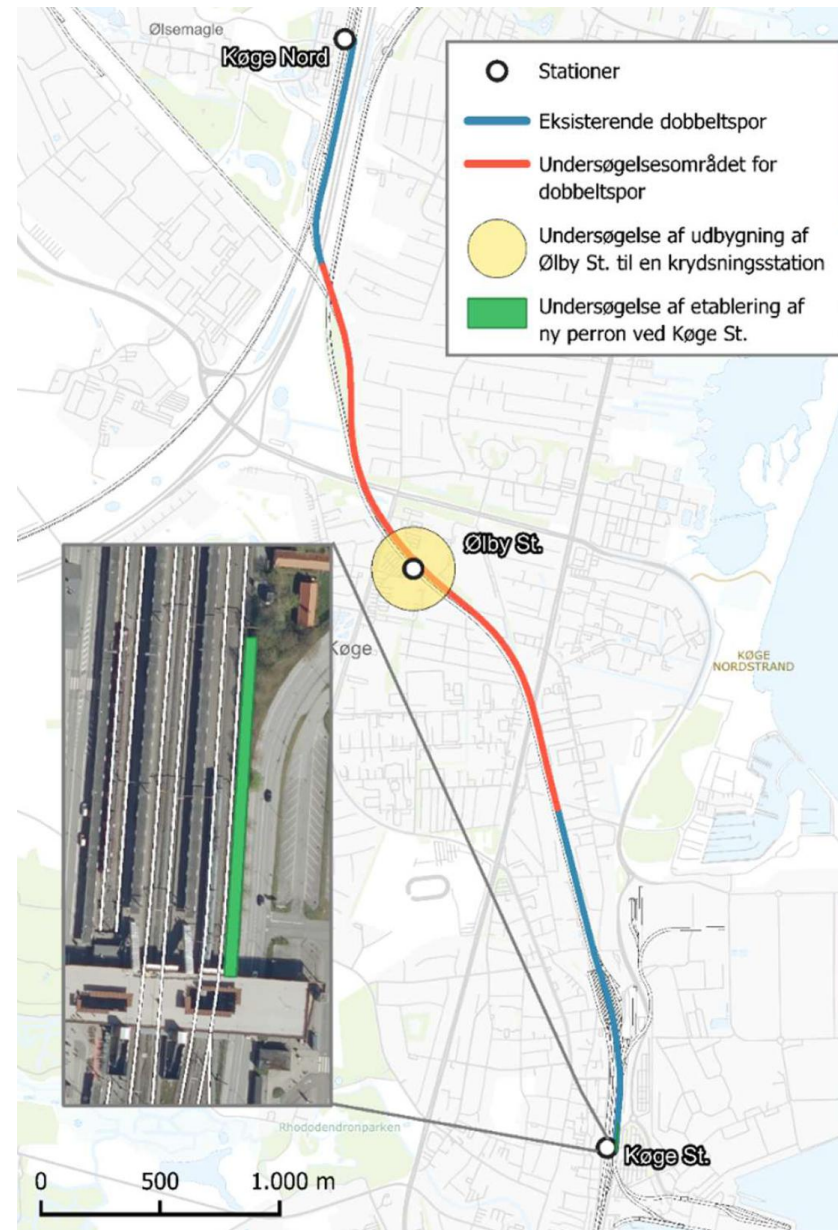 Ølsemagle
Køge Nord
Stationer
Eksisterende dobbeltspor
Undersøgelsesområdet for
dobbeltspor
Undersøgelse af udbygning af
Ølby St. til en krydsningsstation
Undersøgelse af etablering af
ny perron ved Køge St.
Ølby St.
Køge
KØGE
NORDSTRAND
Rhododendronparken
Køge St.
0 500 1.000 m